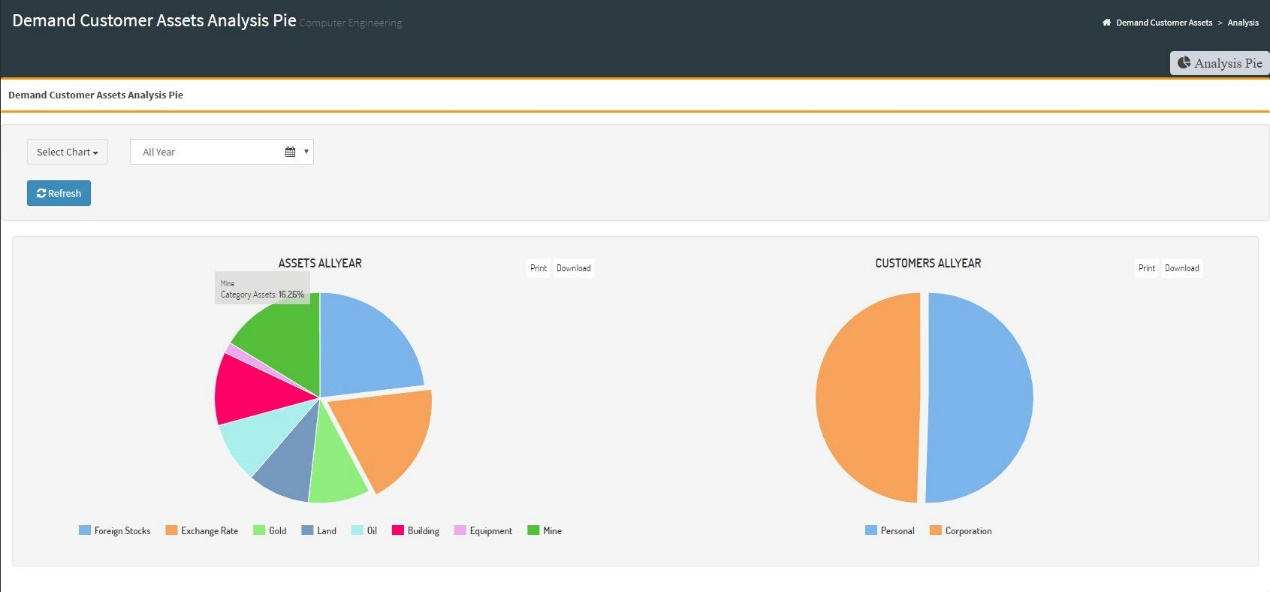 Demand Customer Assets Analysis Pie Computer Engineering
Demand Customer Assets > Analysis
Analysis Pie
Demand Customer Assets Analysis Pie
Select Chart
All Year
Refresh
ASSETS ALLYEAR
Print Download
Mine
Category Assets: 16.26%
Foreign Stocks Exchange Rate Gold Land Oil Building Equipment Mine
CUSTOMERS ALLYEAR
Print Download
Personal Corporation